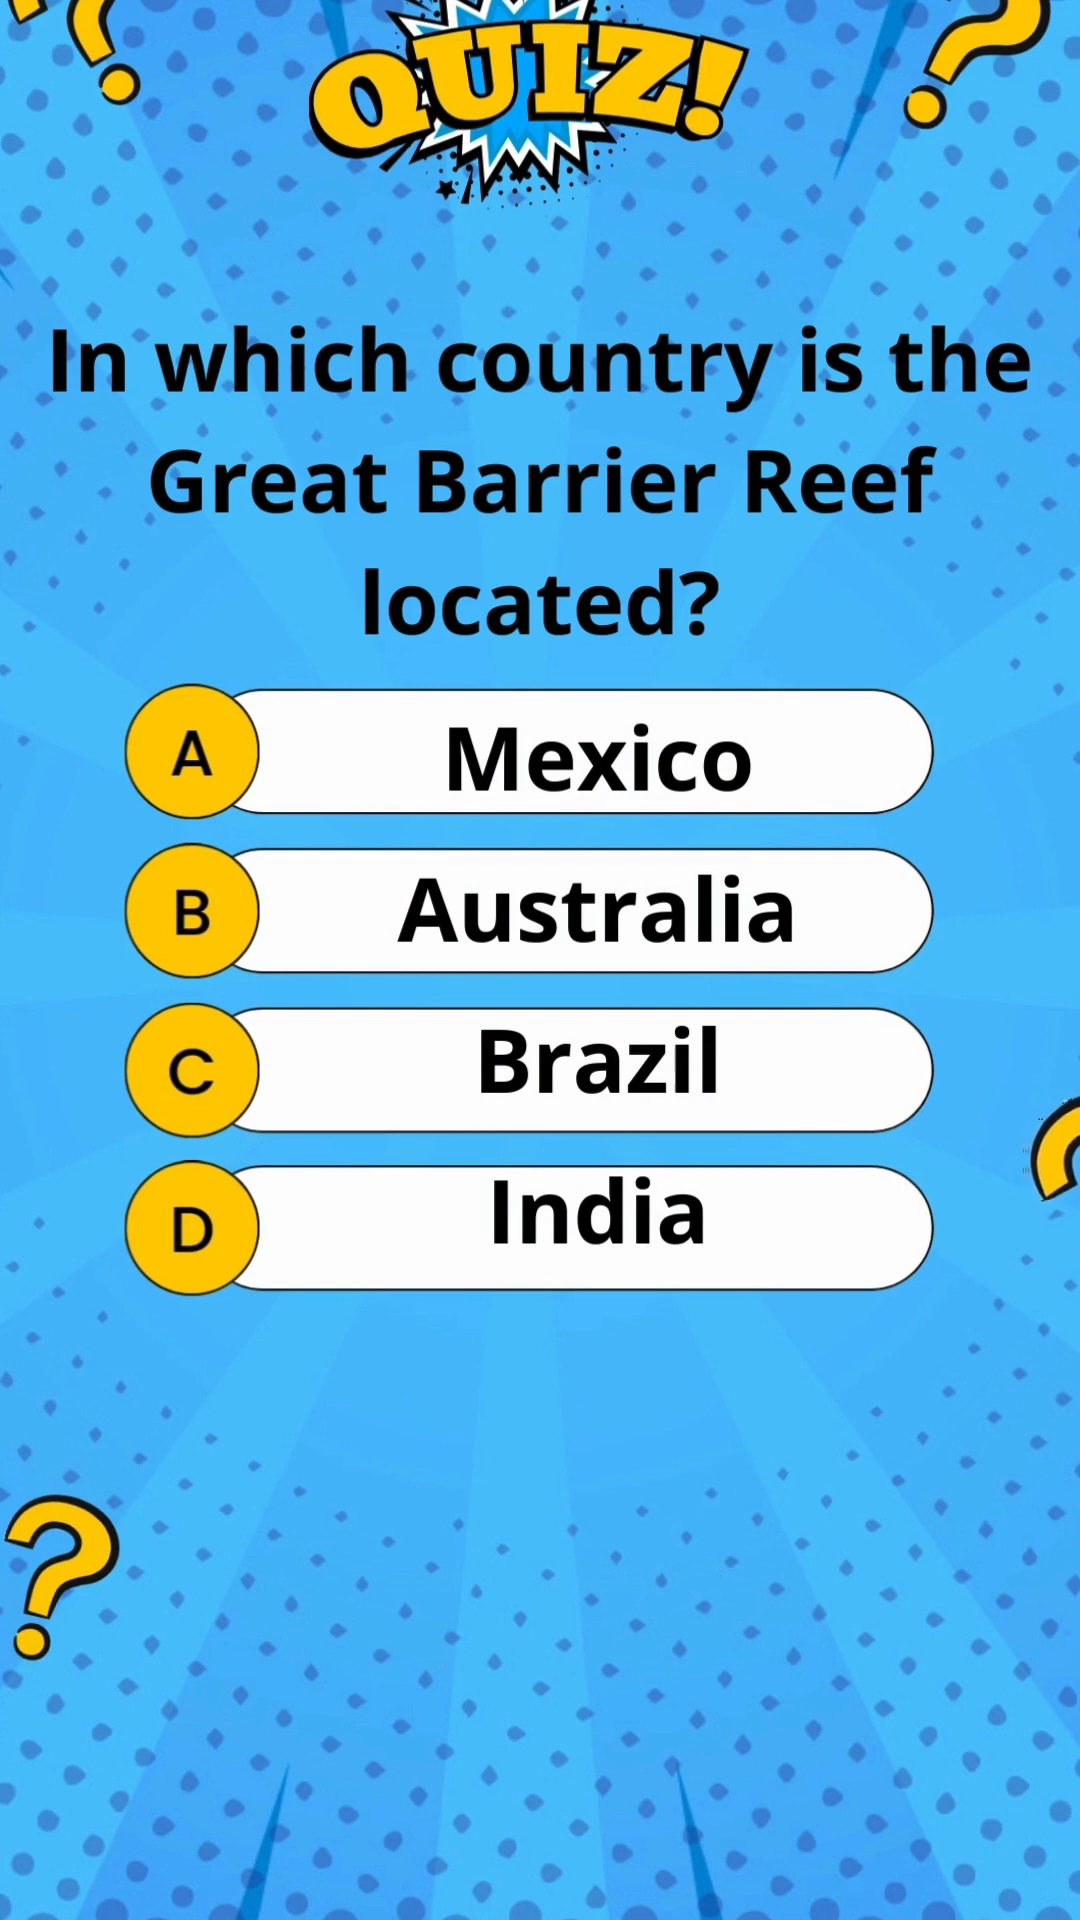 QUIZ!
In which country is the
Great Barrier Reef
located?
A Mexico
B Australia
C Brazil
D India